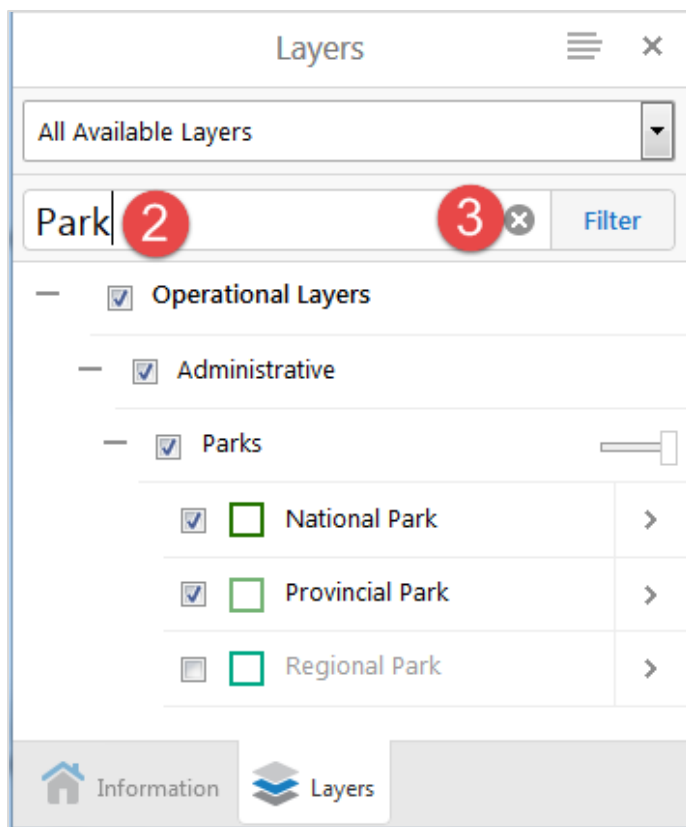 Layers
All Available Layers
Park 2 3 Filter
Operational Layers
Administrative
Parks
National Park
Provincial Park
Regional Park
Information Layers